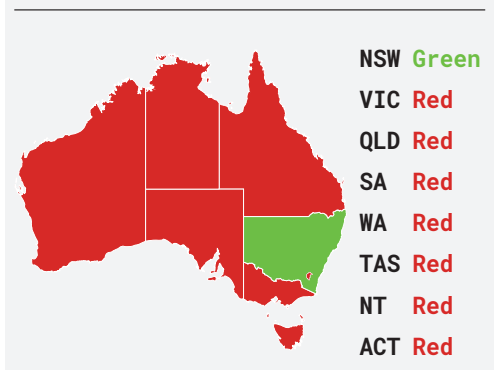 NSW Green
VIC Red
QLD Red
SA Red
WA Red
TAS Red
NT Red
ACT Red